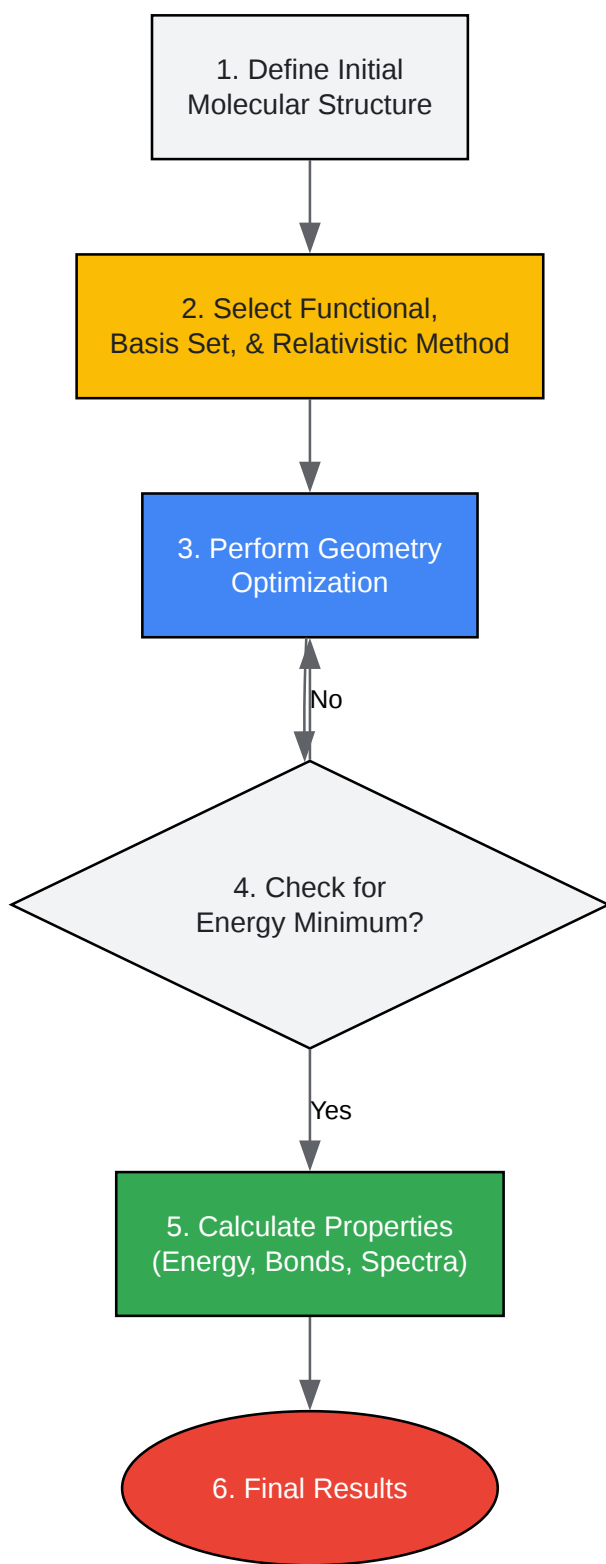 1. Define Initial
Molecular Structure
2. Select Functional,
Basis Set, & Relativistic Method
3. Perform Geometry
Optimization
No
4. Check for
Energy Minimum?
Yes
5. Calculate Properties
(Energy, Bonds, Spectra)
6. Final Results